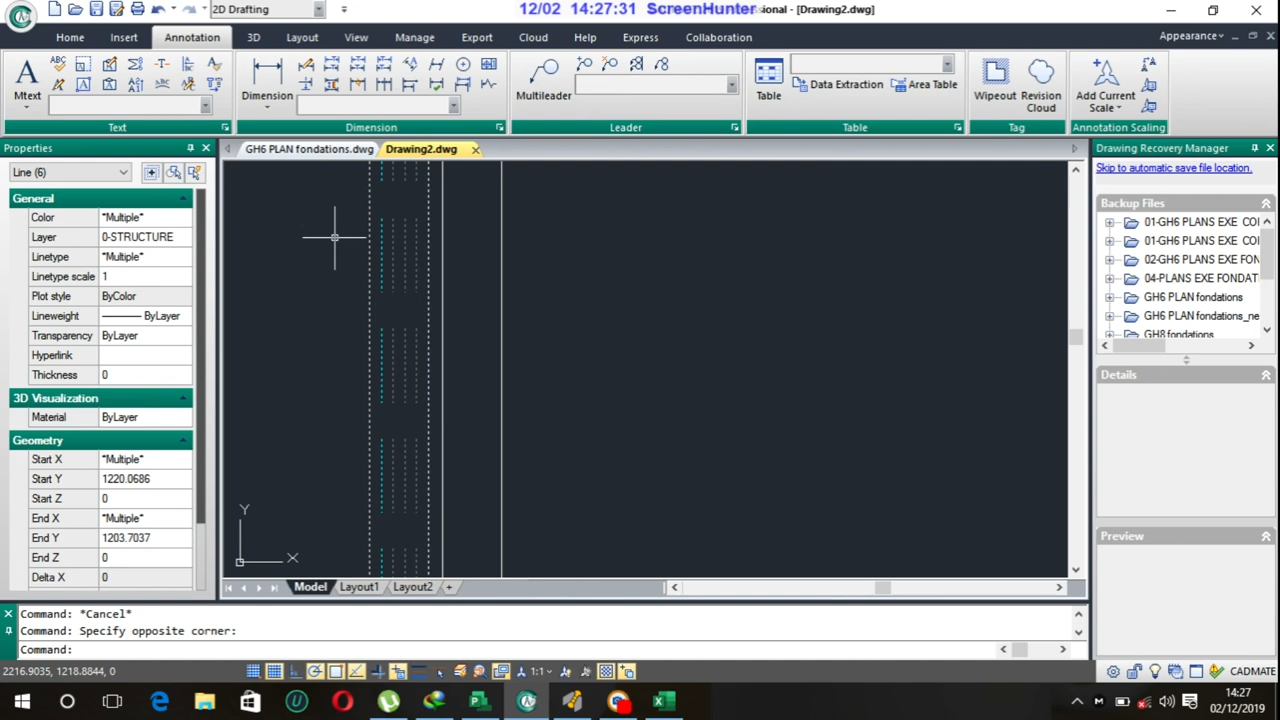 2D Drafting
12/02 14:27:31 ScreenHunter
sional - [Drawing2.dwg]
Home Insert Annotation 3D Layout View Manage Export Cloud Help Express Collaboration
Appearance
Mtext
Dimension
Multileader
Table
Data Extraction
Area Table
Wipeout
Revision Cloud
Add Current Scale
Text
Dimension
Leader
Table
Tag
Annotation Scaling
Properties
GH6 PLAN fondations.dwg
Drawing2.dwg
Drawing Recovery Manager
Line (6)
Skip to automatic save file location.
General
Color *Multiple*
Layer 0-STRUCTURE
Linetype *Multiple*
Linetype scale 1
Plot style ByColor
Lineweight ByLayer
Transparency ByLayer
Hyperlink
Thickness 0
3D Visualization
Material ByLayer
Geometry
Start X *Multiple*
Start Y 1220.0686
Start Z 0
End X *Multiple*
End Y 1203.7037
End Z 0
Delta X 0
Backup Files
01-GH6 PLANS EXE CO
01-GH6 PLANS EXE CO
02-GH6 PLANS EXE FON
04-PLANS EXE FONDAT
GH6 PLAN fondations
GH6 PLAN fondations_ne
GH8 fondations
Details
Preview
Y
X
Model Layout1 Layout2 +
Command: *Cancel*
Command: Specify opposite corner:
Command:
2216.9035, 1218.8844, 0
1:1
CADMATE
14:27
02/12/2019